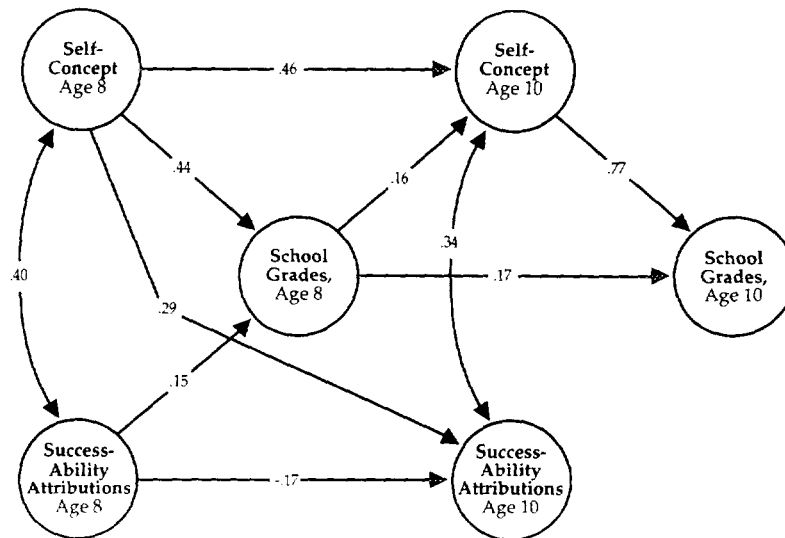 Self-
Concept
Age 8
.46
Self-
Concept
Age 10
.44
.16
.77
.40
.29
School
Grades,
Age 8
.34
.17
School
Grades,
Age 10
.15
Success-
Ability
Attributions
Age 8
-.17
Success-
Ability
Attributions
Age 10